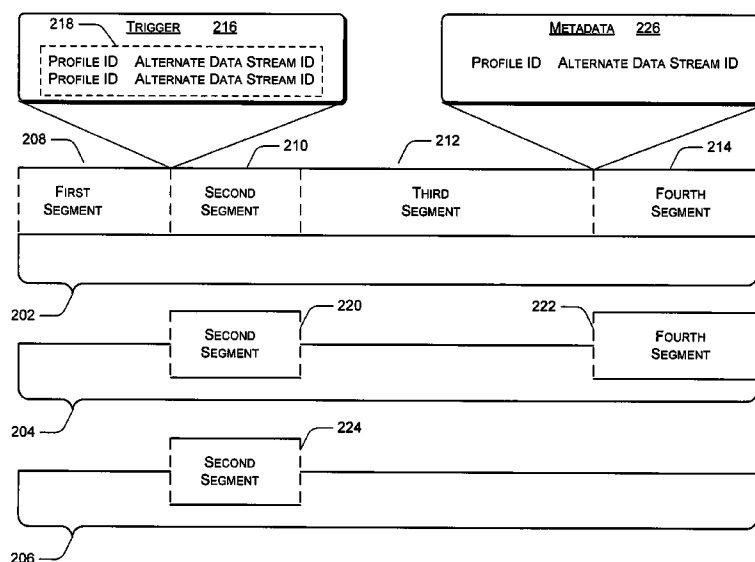 218
TRIGGER 216
PROFILE ID ALTERNATE DATA STREAM ID
PROFILE ID ALTERNATE DATA STREAM ID
METADATA 226
PROFILE ID ALTERNATE DATA STREAM ID
208
210
212
214
FIRST
SEGMENT
SECOND
SEGMENT
THIRD
SEGMENT
FOURTH
SEGMENT
202
SECOND
SEGMENT
220
222
FOURTH
SEGMENT
204
SECOND
SEGMENT
224
206